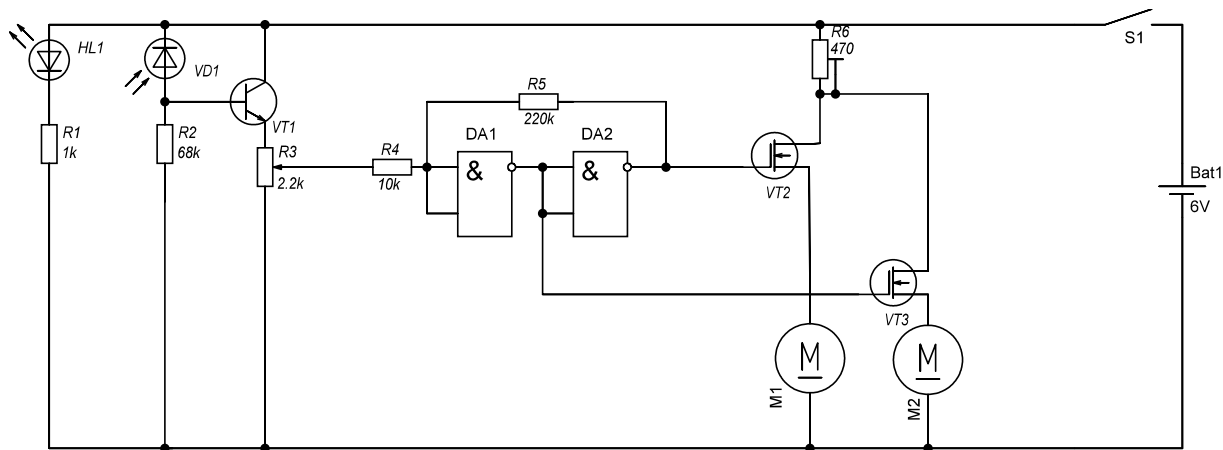 HL1
R1
1k
VD1
R2
68k
VT1
R3
2.2k
R4
10k
R5
220k
DA1
&
DA2
&
R6
470
VT2
VT3
M
M1
M
M2
S1
Bat1
6V